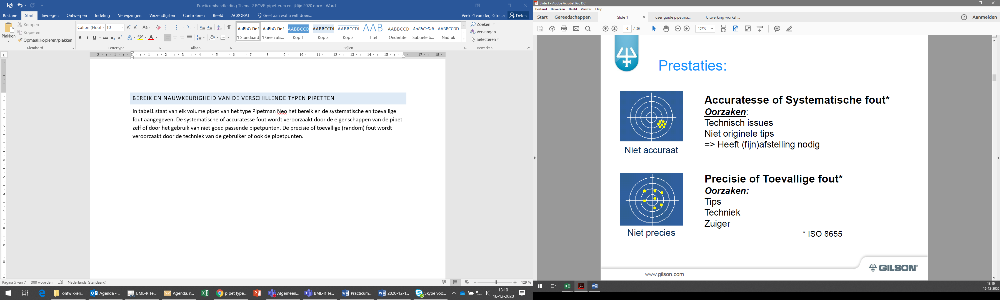 Practicumhandleiding Thema 2 BOVR pipetteren en ijklijn 2020.docx - Word
Bestand Start Invoegen Ontwerpen Indeling Verwijzingen Verzendlijsten Controleren Beeld ACROBAT Geef aan wat u wilt doen... Veek PJ van der, Patricia Delen
Plakken
Knippen
Kopiëren
Opmaak kopiëren/plakken
Klembord
Calibri (Hoof 10
Lettertype
Alinea
AaBbCcDdE AaBbCcDdE AABBCCD AABBCCDI AABBCCDI AAB AABBCCD AaBbCcDdI AABBCCDD
¶ Standaard ¶ Geen afs... Kop 1 Kop 2 Kop 3 Titel Ondertitel Subtiele b... Nadruk
Stijlen
Zoeken
Vervangen
Selecteren
Bewerken
2 1 1 2 3 4 5 6 7 8 9 10 11 12 13 14 15 17 18
BEREIK EN NAUWKEURIGHEID VAN DE VERSCHILLENDE TYPEN PIPETTEN
In tabel1 staat van elk volume pipet van het type Pipetman Neo het bereik en de systematische en toevallige
fout aangegeven. De systematische of accuratesse fout wordt veroorzaakt door de eigenschappen van de pipet
zelf of door het gebruik van niet goed passende pipetpunten. De precisie of toevallige (random) fout wordt
veroorzaakt door de techniek van de gebruiker of ook de pipetpunten.
Pagina 5 van 7 388 woorden Nederlands (standaard) 129 %
ontwikkeli... Agenda - ... BML-R Te... Agenda, n... pipet type... Algemeen... BML-R Te... Practicum... 2020-12-1... Skype voo...
13:10
16-12-2020
Slide 1 - Adobe Acrobat Pro DC
Bestand Bewerken Beeld Venster Help
Start Gereedschappen Slide 1 user guide pipetma... Uitwerking worksh... Aanmelden
6 / 36 107%
Prestaties:
Accuratesse of Systematische fout*
Oorzaken:
Technisch issues
Niet originele tips
=> Heeft (fijn)afstelling nodig
Niet accuraat
Precisie of Toevallige fout*
Oorzaken:
Tips
Techniek
Zuiger
Niet precies
* ISO 8655
GILSON
www.gilson.com
13:10
16-12-2020